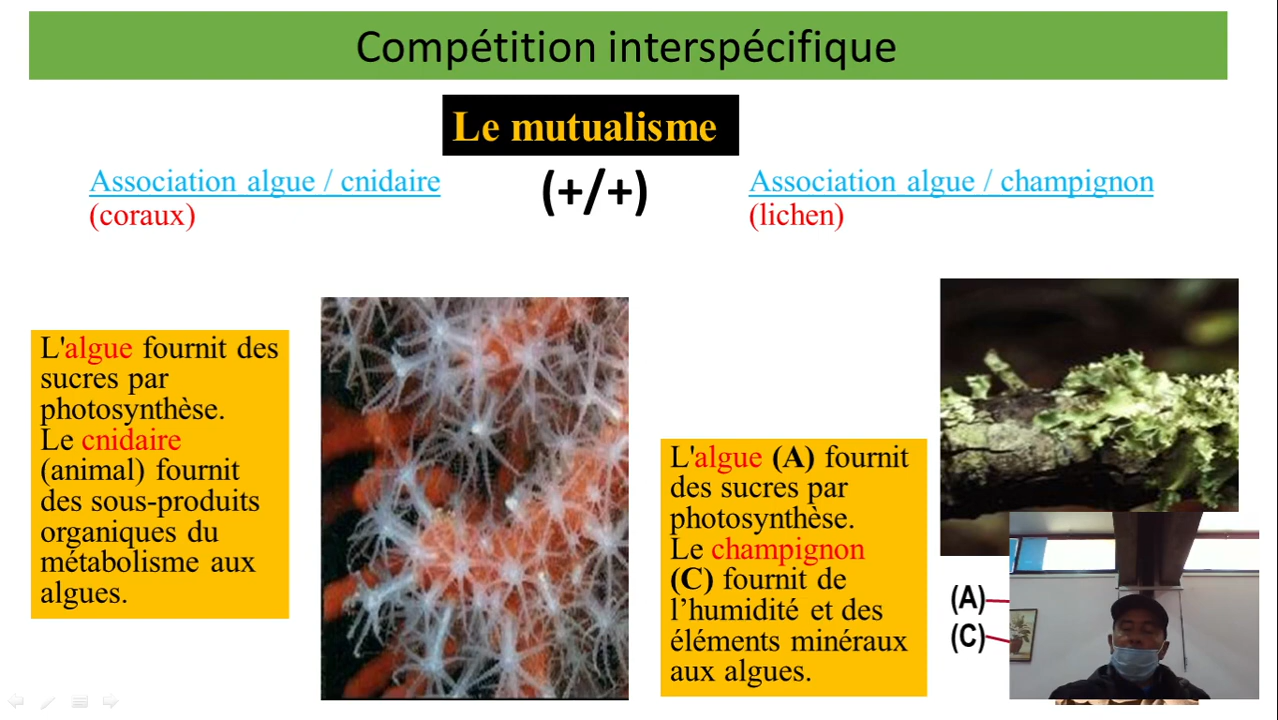 Compétition interspécifique
Le mutualisme
Association algue / cnidaire
(coraux)
(+/+)
Association algue / champignon
(lichen)
L'algue fournit des
sucres par
photosynthèse.
Le cnidaire
(animal) fournit
des sous-produits
organiques du
métabolisme aux
algues.
L'algue (A) fournit
des sucres par
photosynthèse.
Le champignon
(C) fournit de
l’humidité et des
éléments minéraux
aux algues.
(A)
(C)